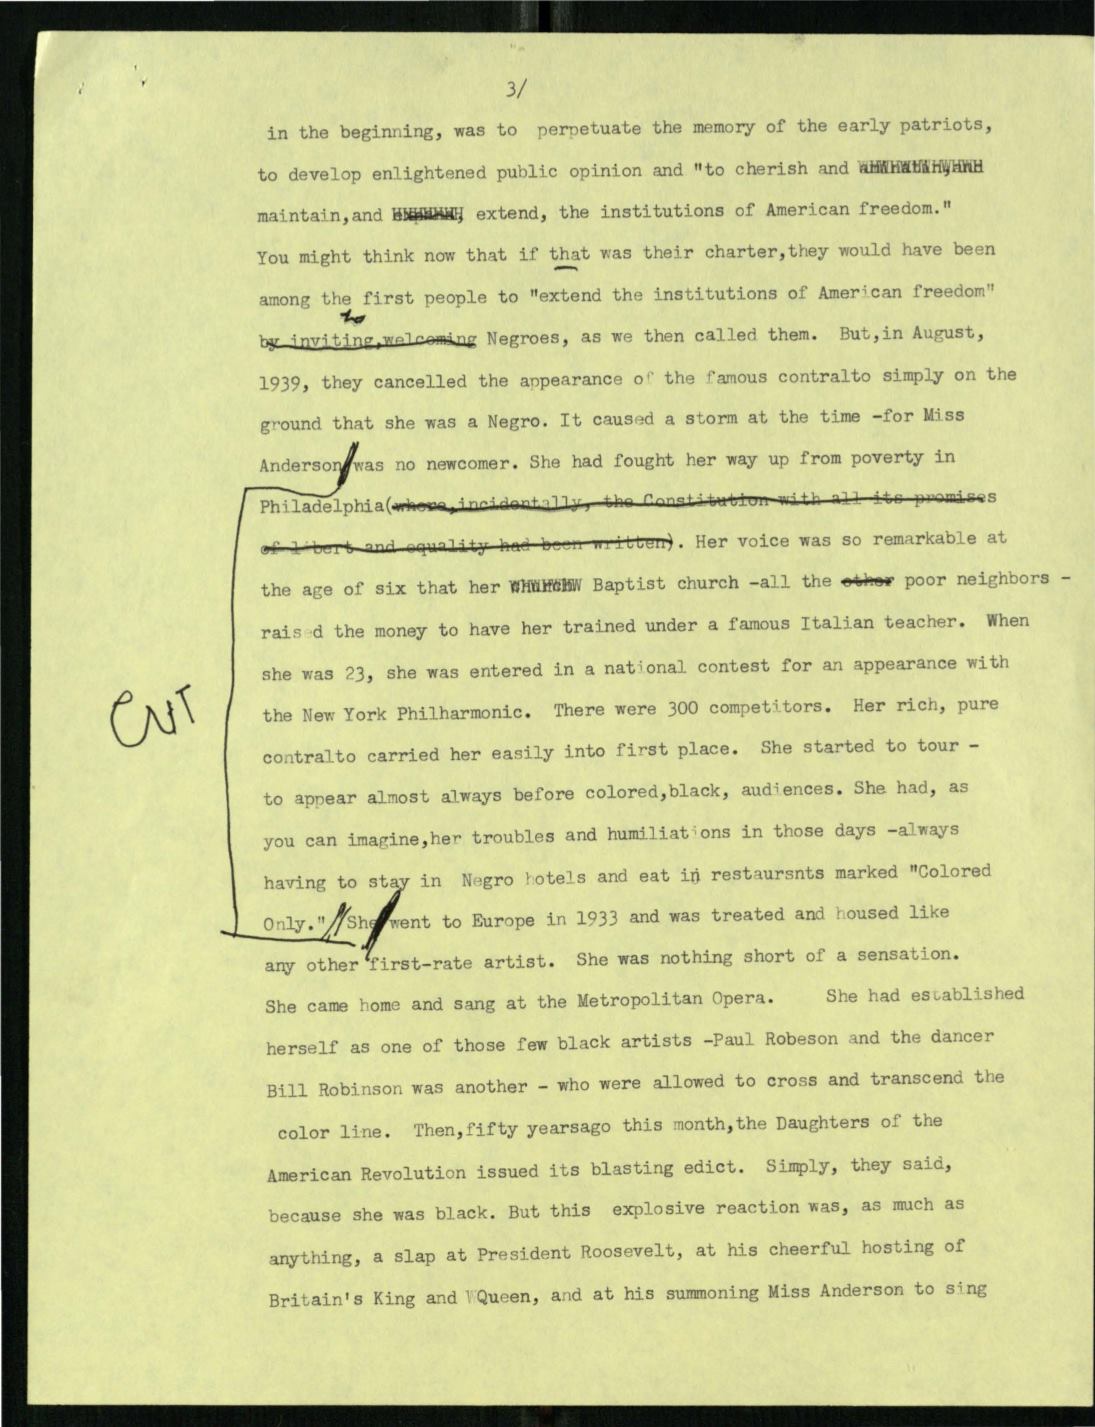 3/
in the beginning, was to perpetuate the memory of the early patriots,
to develop enlightened public opinion and "to cherish and
maintain,and extend, the institutions of American freedom."
You might think now that if that was their charter,they would have been
among the first people to "extend the institutions of American freedom"
to
by inviting,welcoming Negroes, as we then called them. But,in August,
1939, they cancelled the appearance of the famous contralto simply on the
ground that she was a Negro. It caused a storm at the time -for Miss
Anderson was no newcomer. She had fought her way up from poverty in
Philadelphia(where,incidentally, the Constitution with all its promises
of libert and equality had been written). Her voice was so remarkable at
the age of six that her Baptist church -all the other poor neighbors -
raised the money to have her trained under a famous Italian teacher. When
she was 23, she was entered in a national contest for an appearance with
CUT
the New York Philharmonic. There were 300 competitors. Her rich, pure
contralto carried her easily into first place. She started to tour -
to appear almost always before colored,black, audiences. She had, as
you can imagine,her troubles and humiliations in those days -always
having to stay in Negro hotels and eat in restaursnts marked "Colored
Only." // She went to Europe in 1933 and was treated and housed like
any other first-rate artist. She was nothing short of a sensation.
She came home and sang at the Metropolitan Opera. She had established
herself as one of those few black artists -Paul Robeson and the dancer
Bill Robinson was another - who were allowed to cross and transcend the
color line. Then,fifty yearsago this month,the Daughters of the
American Revolution issued its blasting edict. Simply, they said,
because she was black. But this explosive reaction was, as much as
anything, a slap at President Roosevelt, at his cheerful hosting of
Britain's King and Queen, and at his summoning Miss Anderson to sing